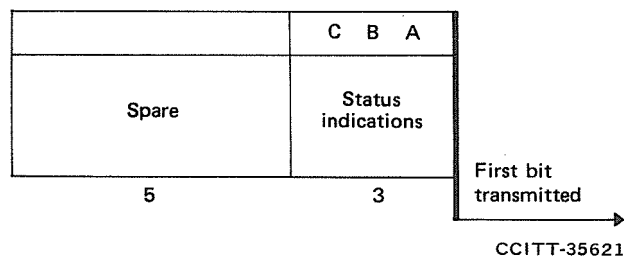 C B A
Spare
Status
indications
5
3
First bit
transmitted
CCITT-35621